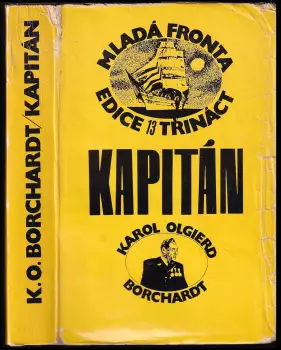 K.O. BORCHARDT/KAPITÁN
MLADÁ FRONTA
EDICE 13 TŘINÁCT
KAPITÁN
KAROL OLGIERD
BORCHARDT